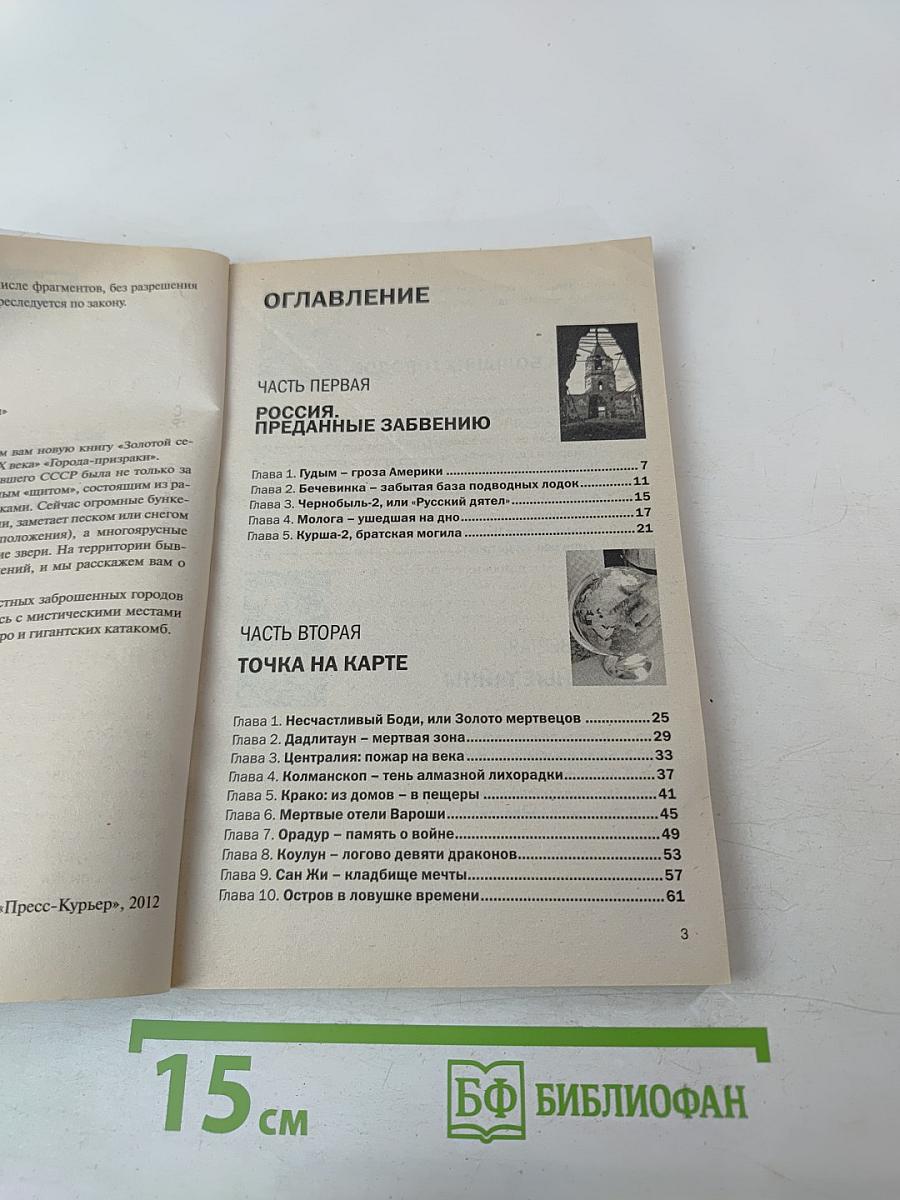 исле фрагментов, без разрешения
реследуется по закону.
м вам новую книгу «Золотой се-
X века» «Города-призраки».
вшего СССР была не только за
ным «щитом», состоящим из ра-
ками. Сейчас огромные бунке-
ни, заметает песком или снегом
положения), а многоярусные
ие звери. На территории быв-
ений, и мы расскажем вам о
стных заброшенных городов
сь с мистическими местами
ро и гигантских катакомб.
«Пресс-Курьер», 2012
ОГЛАВЛЕНИЕ
ЧАСТЬ ПЕРВАЯ
РОССИЯ.
ПРЕДАННЫЕ ЗАБВЕНИЮ
Глава 1. Гудым – гроза Америки ........ 7
Глава 2. Бечевинка – забытая база подводных лодок ........ 11
Глава 3. Чернобыль-2, или «Русский дятел» ........ 15
Глава 4. Молога – ушедшая на дно ........ 17
Глава 5. Курша-2, братская могила ........ 21
ЧАСТЬ ВТОРАЯ
ТОЧКА НА КАРТЕ
Глава 1. Несчастливый Боди, или Золото мертвецов ........ 25
Глава 2. Дадлитаун – мертвая зона ........ 29
Глава 3. Централия: пожар на века ........ 33
Глава 4. Колманскоп – тень алмазной лихорадки ........ 37
Глава 5. Крако: из домов – в пещеры ........ 41
Глава 6. Мертвые отели Вароши ........ 45
Глава 7. Орадур – память о войне ........ 49
Глава 8. Коулун – логово девяти драконов ........ 53
Глава 9. Сан Жи – кладбище мечты ........ 57
Глава 10. Остров в ловушке времени ........ 61
3
15 см
БФ БИБЛИОФАН